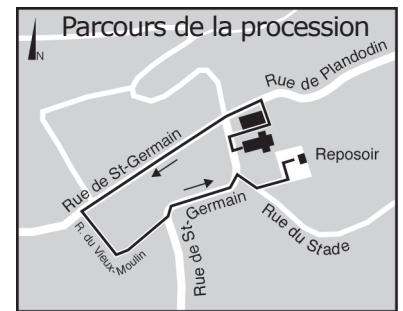 Parcours de la procession
N
Rue de Plandodin
Rue de St-Germain
Reposoir
Rue de St-Germain
R. du Vieux-
Moulin
Rue du Stade